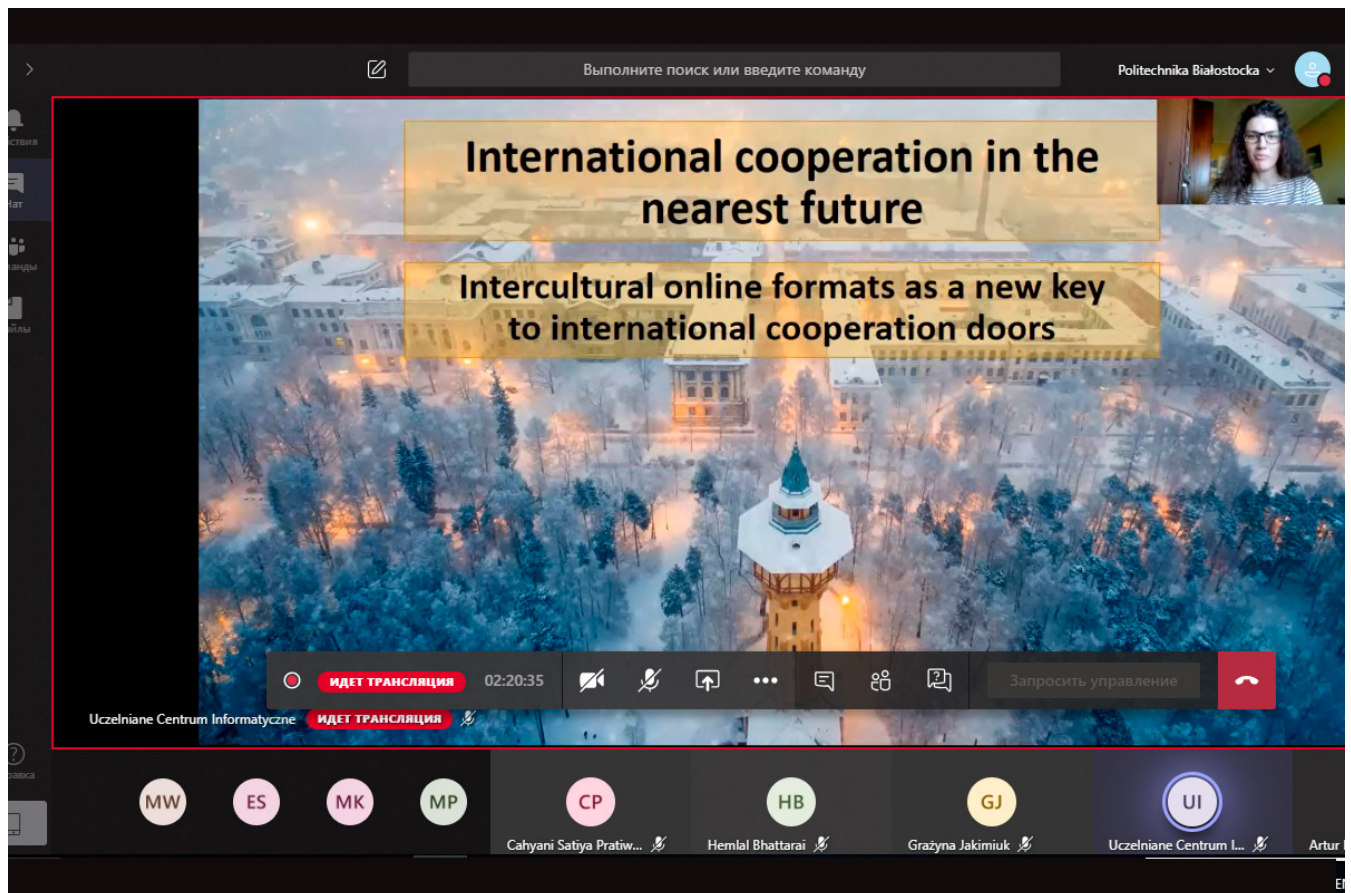 Выполните поиск или введите команду
Politechnika Białostocka
International cooperation in the
nearest future
Intercultural online formats as a new key
to international cooperation doors
ИДЕТ ТРАНСЛЯЦИЯ
02:20:35
Запросить управление
Uczelniane Centrum Informatyczne
ИДЕТ ТРАНСЛЯЦИЯ
MW
ES
MK
MP
CP
HB
GJ
UI
Cahyani Satiya Pratiw...
Hemlal Bhattarai
Grażyna Jakimiuk
Uczelniane Centrum I...
Artur